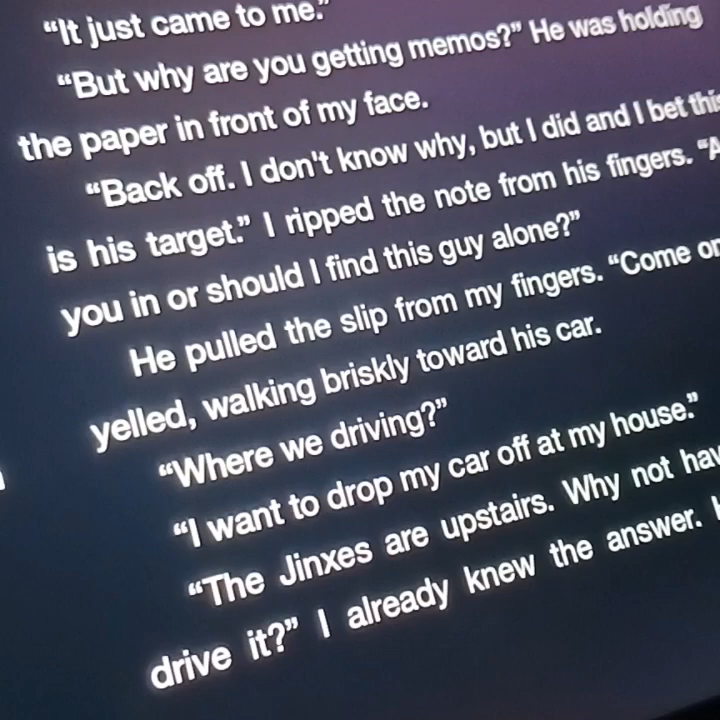 “It just came to me.”
“But why are you getting memos?” He was holding
the paper in front of my face.
“Back off. I don't know why, but I did and I bet this
is his target.” I ripped the note from his fingers. “A
you in or should I find this guy alone?”
He pulled the slip from my fingers. “Come on
yelled, walking briskly toward his car.
“Where we driving?”
“I want to drop my car off at my house.”
“The Jinxes are upstairs. Why not hav
drive it?” I already knew the answer.